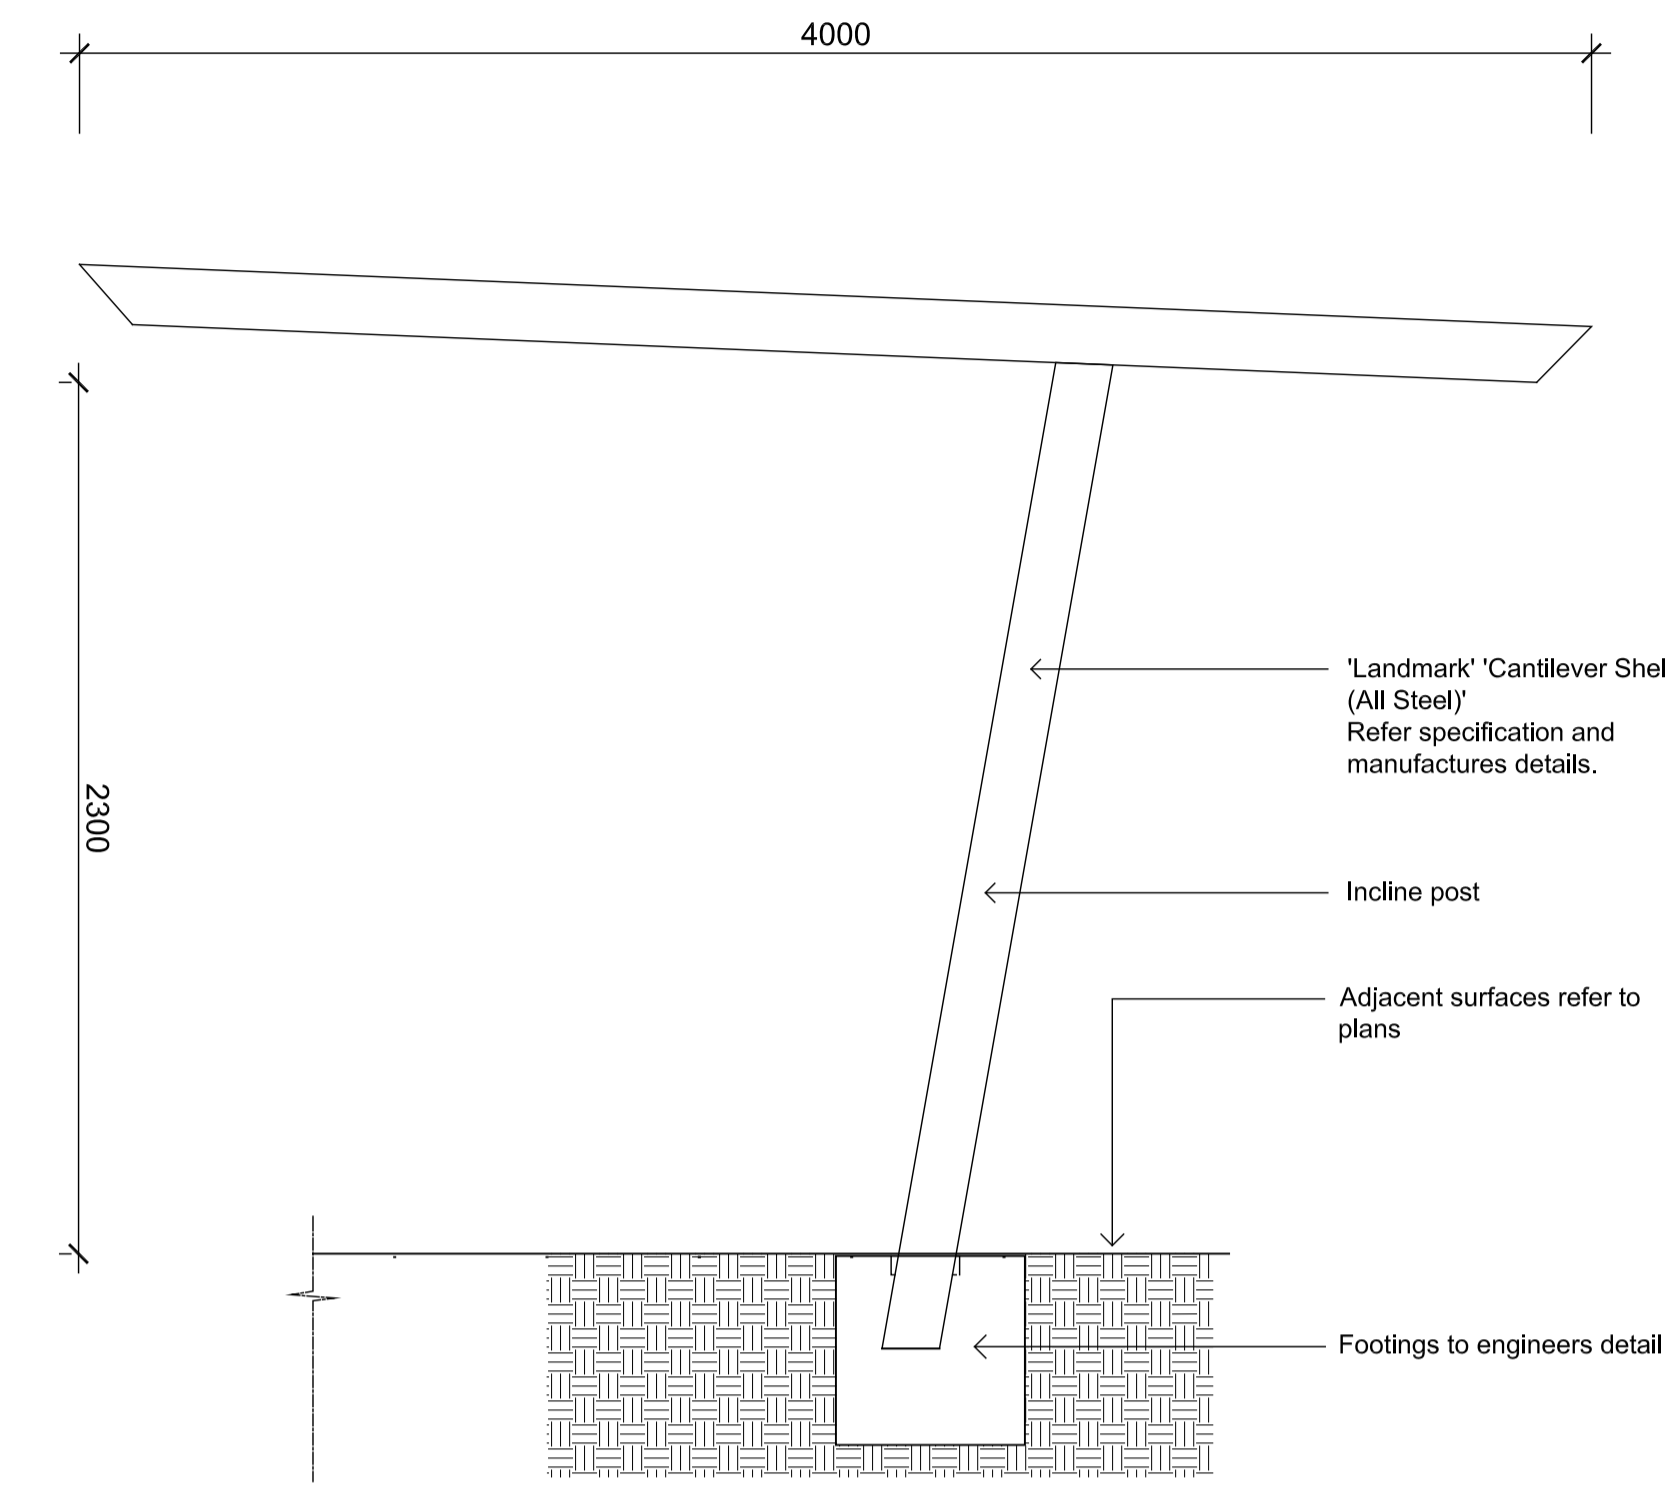 4000
2300
'Landmark' 'Cantilever Shel
(All Steel)'
Refer specification and
manufactures details.
Incline post
Adjacent surfaces refer to
plans
Footings to engineers detail